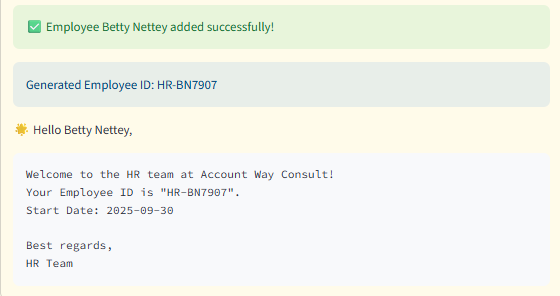 ✅ Employee Betty Nettey added successfully!
Generated Employee ID: HR-BN7907
🌟 Hello Betty Nettey,
Welcome to the HR team at Account Way Consult!
Your Employee ID is "HR-BN7907".
Start Date: 2025-09-30
Best regards,
HR Team